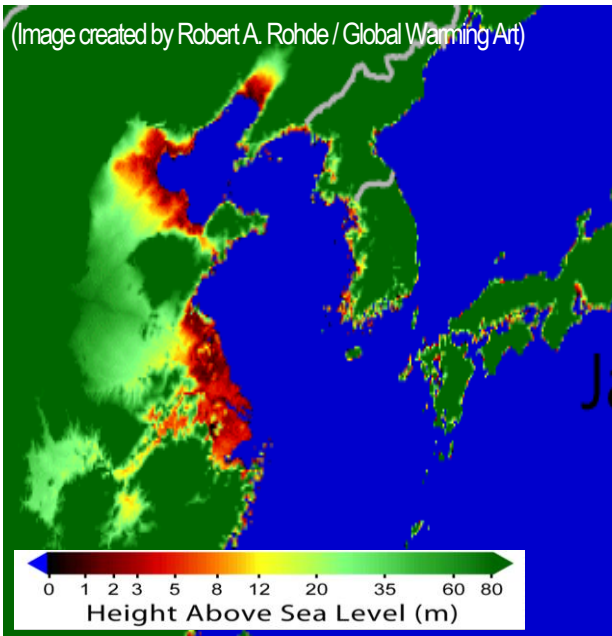 (Image created by Robert A. Rohde / Global Warming Art)
Ja
0 1 2 3 5 8 12 20 35 60 80
Height Above Sea Level (m)